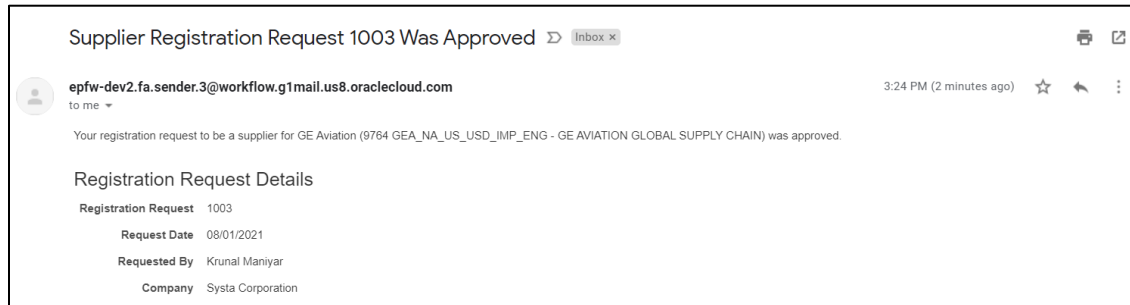 Supplier Registration Request 1003 Was Approved Inbox ×
epfw-dev2.fa.sender.3@workflow.g1mail.us8.oraclecloud.com 3:24 PM (2 minutes ago)
to me
Your registration request to be a supplier for GE Aviation (9764 GEA_NA_US_USD_IMP_ENG - GE AVIATION GLOBAL SUPPLY CHAIN) was approved.
Registration Request Details
Registration Request 1003
Request Date 08/01/2021
Requested By Krunal Maniyar
Company Systa Corporation